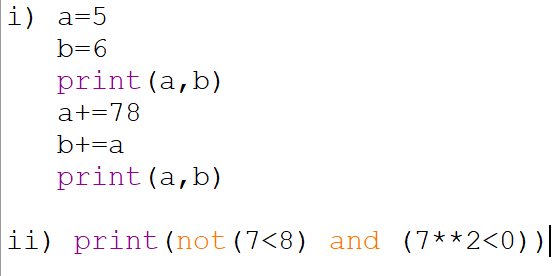 i) a=5
b=6
print(a,b)
a+=78
b+=a
print(a,b)
ii) print(not(7<8) and (7**2<0))